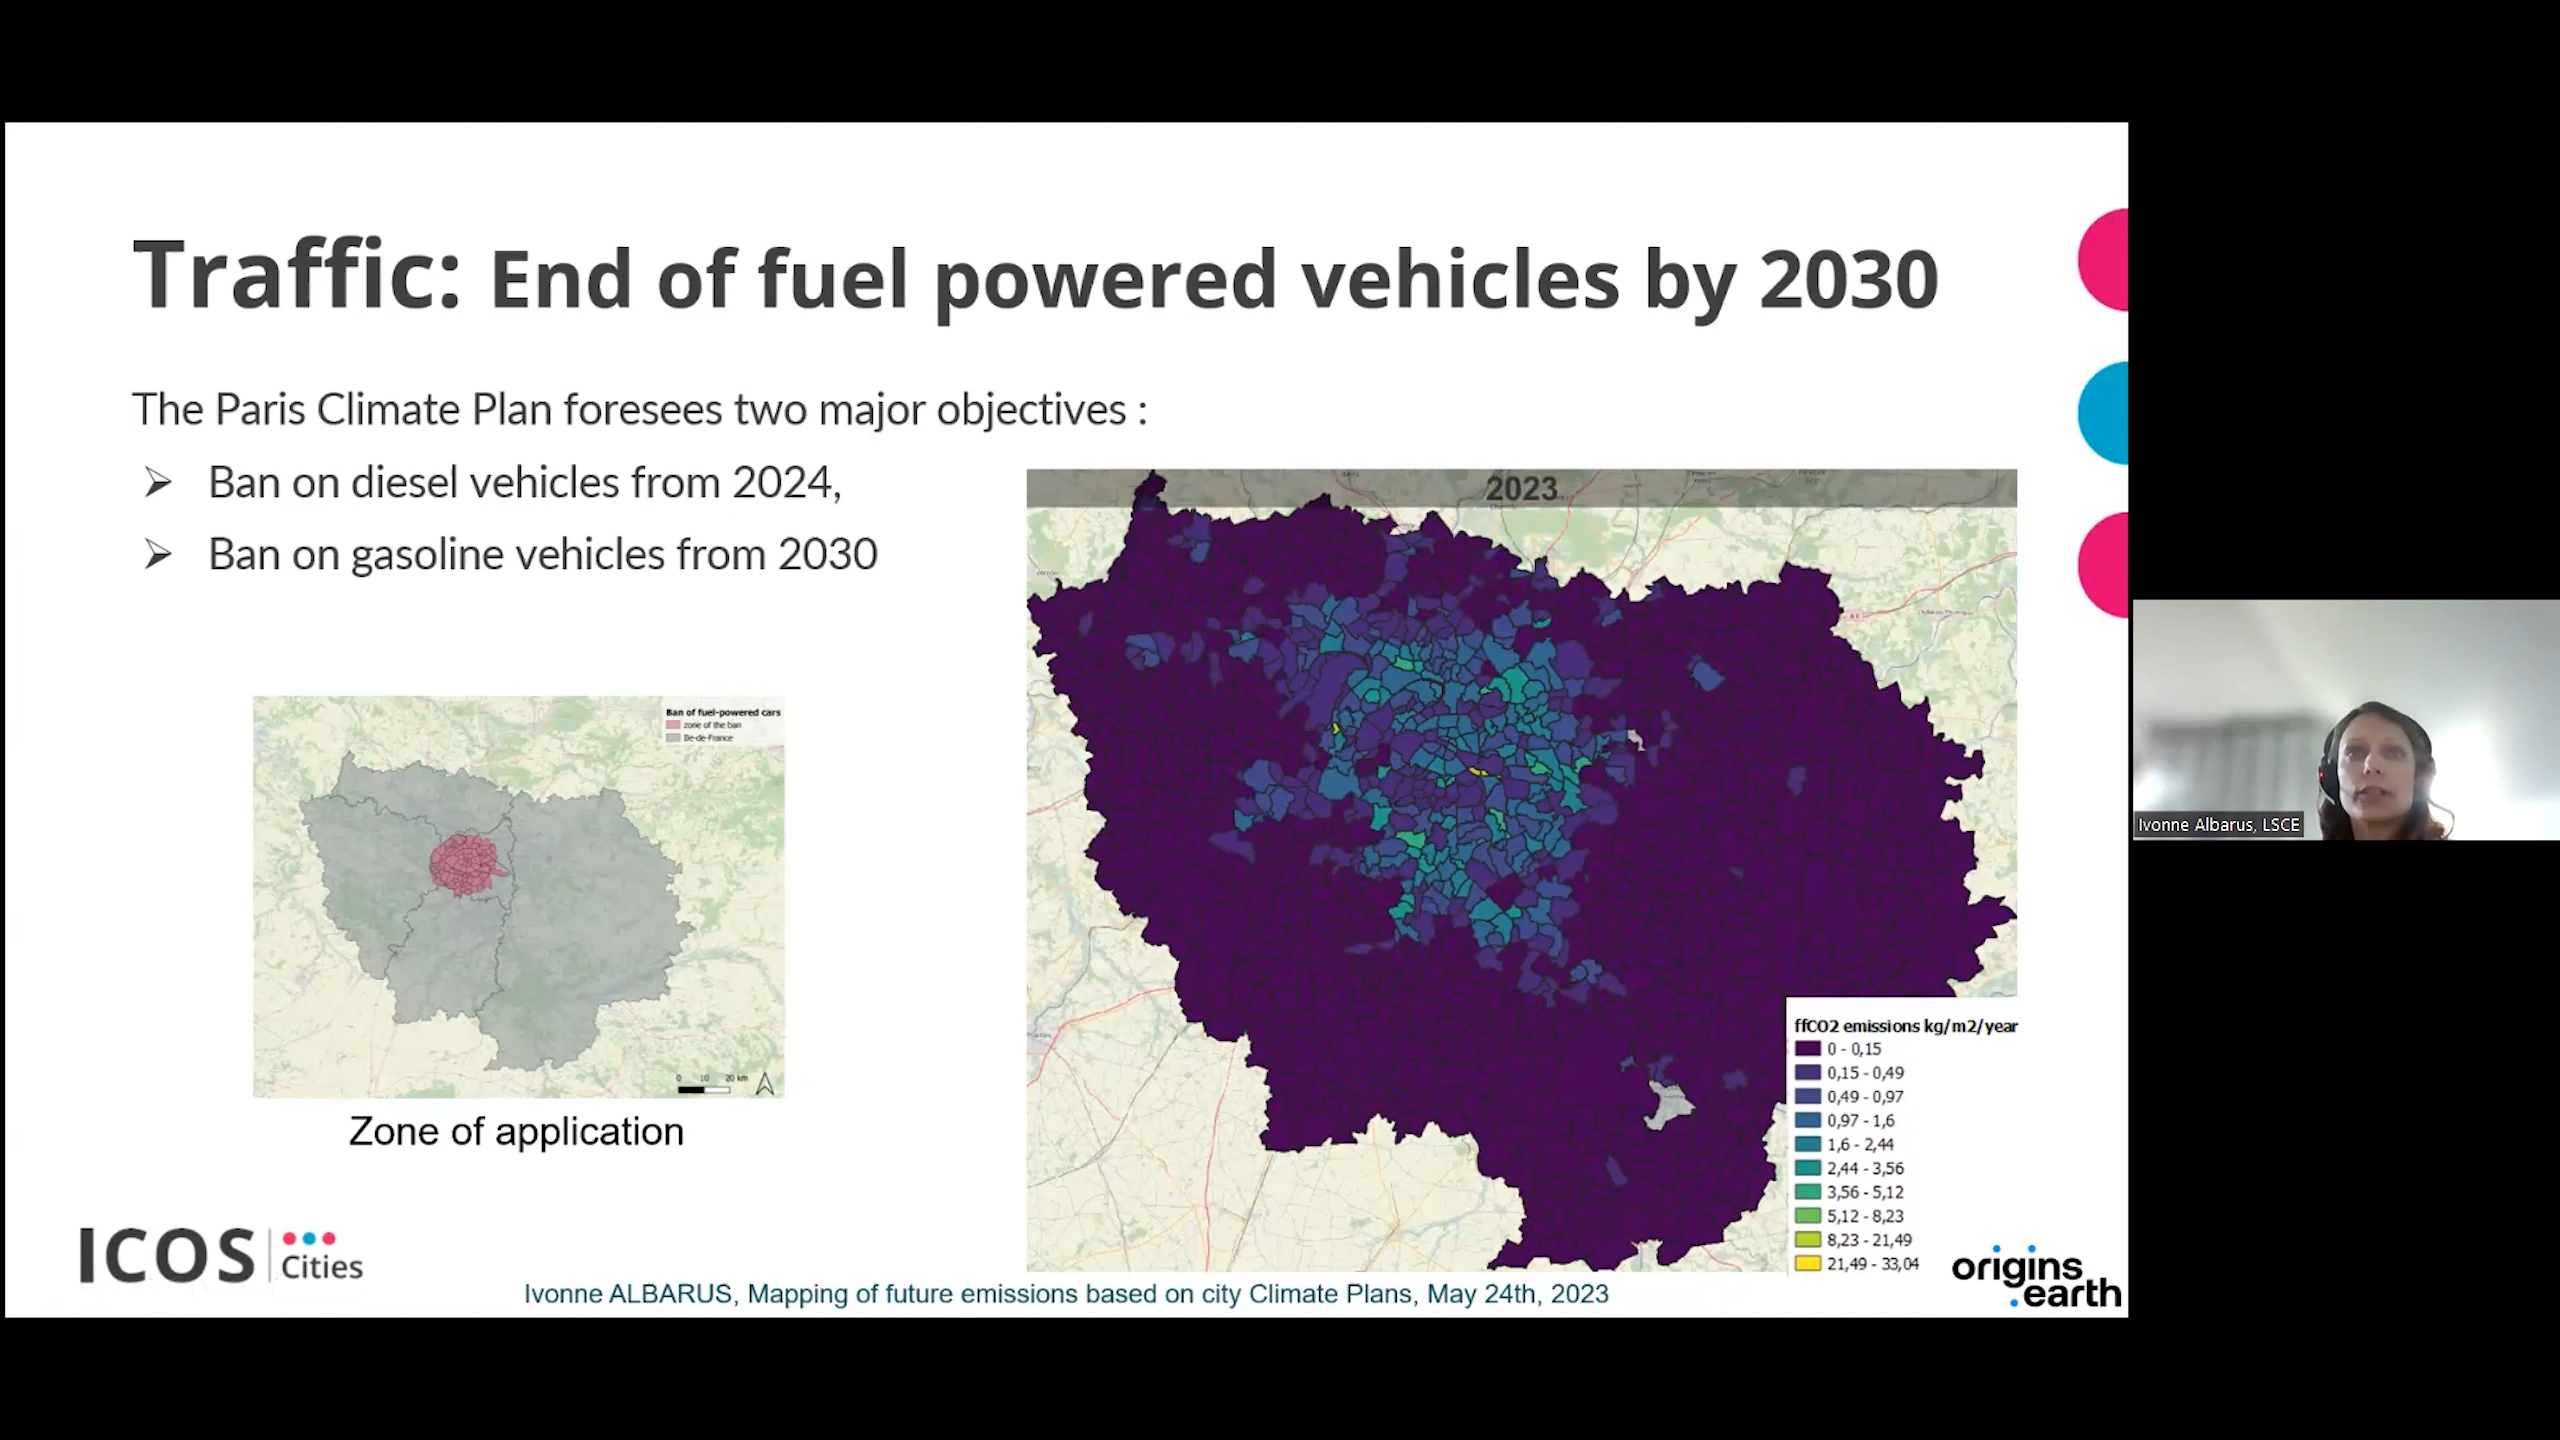 Traffic: End of fuel powered vehicles by 2030
The Paris Climate Plan foresees two major objectives :
Ban on diesel vehicles from 2024,
Ban on gasoline vehicles from 2030
2023
Ban of fuel-powered cars
zone of the ban
Ile-de-France
0 10 20 km
Zone of application
ffCO2 emissions kg/m2/year
0 - 0,15
0,15 - 0,49
0,49 - 0,97
0,97 - 1,6
1,6 - 2,44
2,44 - 3,56
3,56 - 5,12
5,12 - 8,23
8,23 - 21,49
21,49 - 33,04
Ivonne Albarus, LSCE
ICOS Cities
Ivonne ALBARUS, Mapping of future emissions based on city Climate Plans, May 24th, 2023
origins
.earth